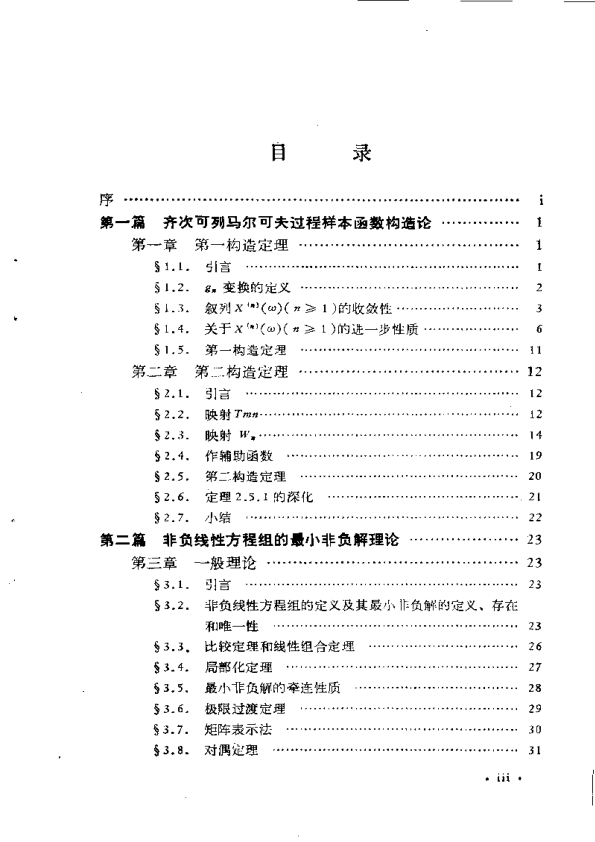 目 录
序 …… i
第一篇 齐次可列马尔可夫过程样本函数构造论 …… 1
第一章 第一构造定理 …… 1
§1.1. 引言 …… 1
§1.2. gₙ 变换的定义 …… 2
§1.3. 叙列 X⁽ⁿ⁾(ω)(n≥1)的收敛性 …… 3
§1.4. 关于 X⁽ⁿ⁾(ω)(n≥1)的进一步性质 …… 6
§1.5. 第一构造定理 …… 11
第二章 第二构造定理 …… 12
§2.1. 引言 …… 12
§2.2. 映射 Tmn …… 12
§2.3. 映射 Wₙ …… 14
§2.4. 作辅助函数 …… 19
§2.5. 第二构造定理 …… 20
§2.6. 定理2.5.1的深化 …… 21
§2.7. 小结 …… 22
第二篇 非负线性方程组的最小非负解理论 …… 23
第三章 一般理论 …… 23
§3.1. 引言 …… 23
§3.2. 非负线性方程组的定义及其最小非负解的定义、存在
和唯一性 …… 23
§3.3. 比较定理和线性组合定理 …… 26
§3.4. 局部化定理 …… 27
§3.5. 最小非负解的牵连性质 …… 28
§3.6. 极限过渡定理 …… 29
§3.7. 矩阵表示法 …… 30
§3.8. 对偶定理 …… 31
• iii •